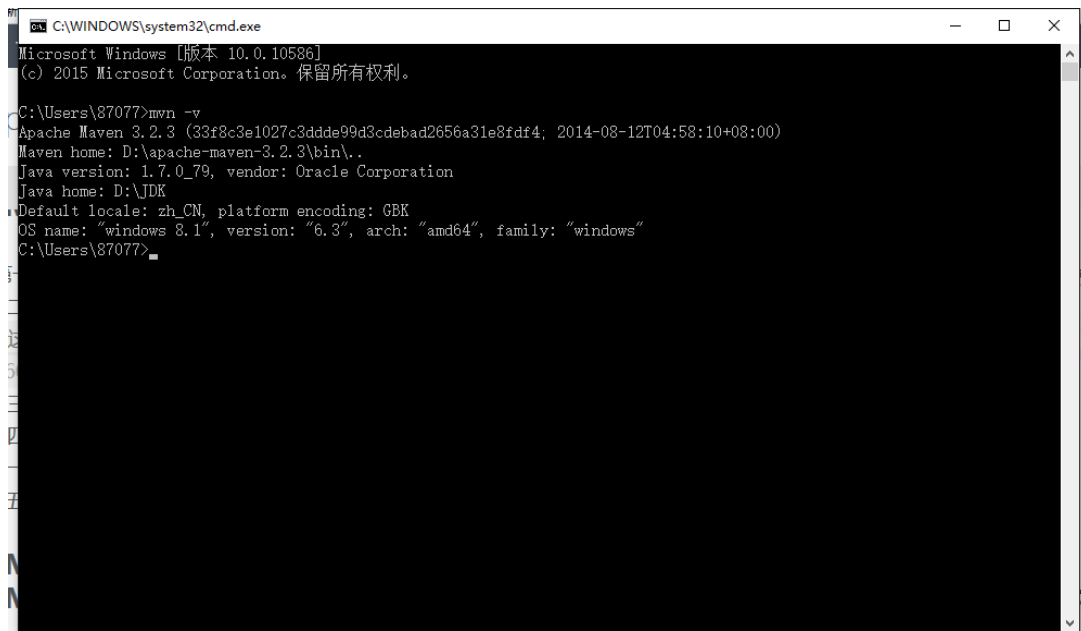 C:\WINDOWS\system32\cmd.exe
Microsoft Windows [版本 10.0.10586]
(c) 2015 Microsoft Corporation。保留所有权利。
C:\Users\87077>mvn -v
Apache Maven 3.2.3 (33f8c3e1027c3ddde99d3cdebad2656a31e8fdf4; 2014-08-12T04:58:10+08:00)
Maven home: D:\apache-maven-3.2.3\bin\..
Java version: 1.7.0_79, vendor: Oracle Corporation
Java home: D:\JDK
Default locale: zh_CN, platform encoding: GBK
OS name: "windows 8.1", version: "6.3", arch: "amd64", family: "windows"
C:\Users\87077>